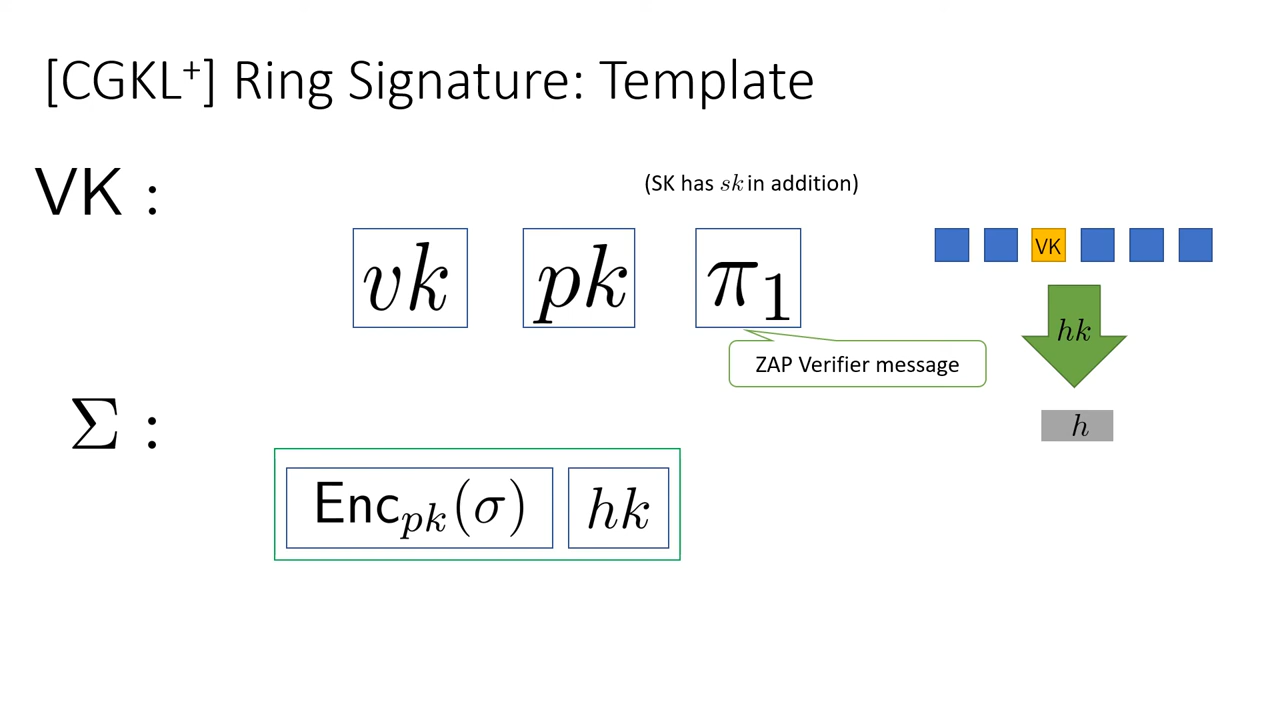 [CGKL⁺] Ring Signature: Template
VK :
(SK has sk in addition)
vk
pk
π₁
VK
hk
ZAP Verifier message
h
Σ :
Enc_pk(σ)
hk